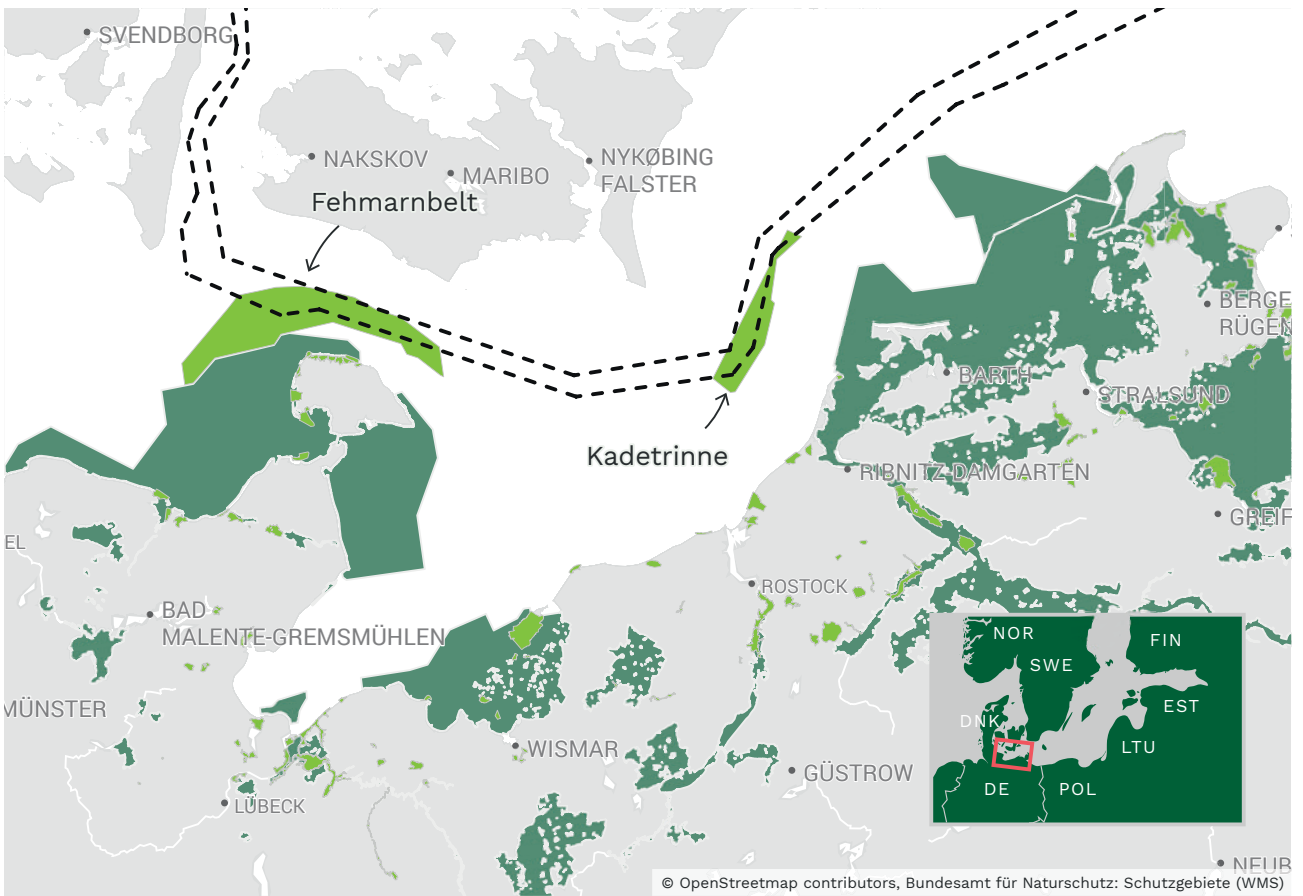 SVENDBORG
NAKSKOV
MARIBO
NYKØBING
FALSTER
Fehmarnbelt
BERGE
RÜGEN
BARTH
STRALSUND
Kadetrinne
RIBNITZ-DAMGARTEN
GREIF
EL
ROSTOCK
BAD
MALENTE-GREMSMÜHLEN
NOR
FIN
SWE
EST
DNK
LTU
DE
POL
MÜNSTER
WISMAR
GÜSTROW
LÜBECK
NEUB
© OpenStreetmap contributors, Bundesamt für Naturschutz: Schutzgebiete (WMS)